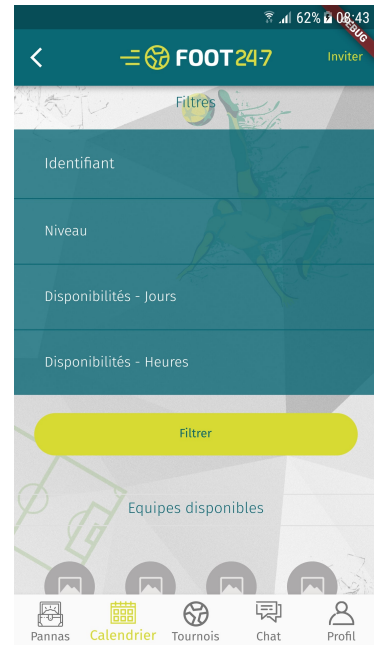 62% 08:43
DEBUG
FOOT24-7
Inviter
Filtres
Identifiant
Niveau
Disponibilités - Jours
Disponibilités - Heures
Filtrer
Equipes disponibles
Pannas Calendrier Tournois Chat Profil